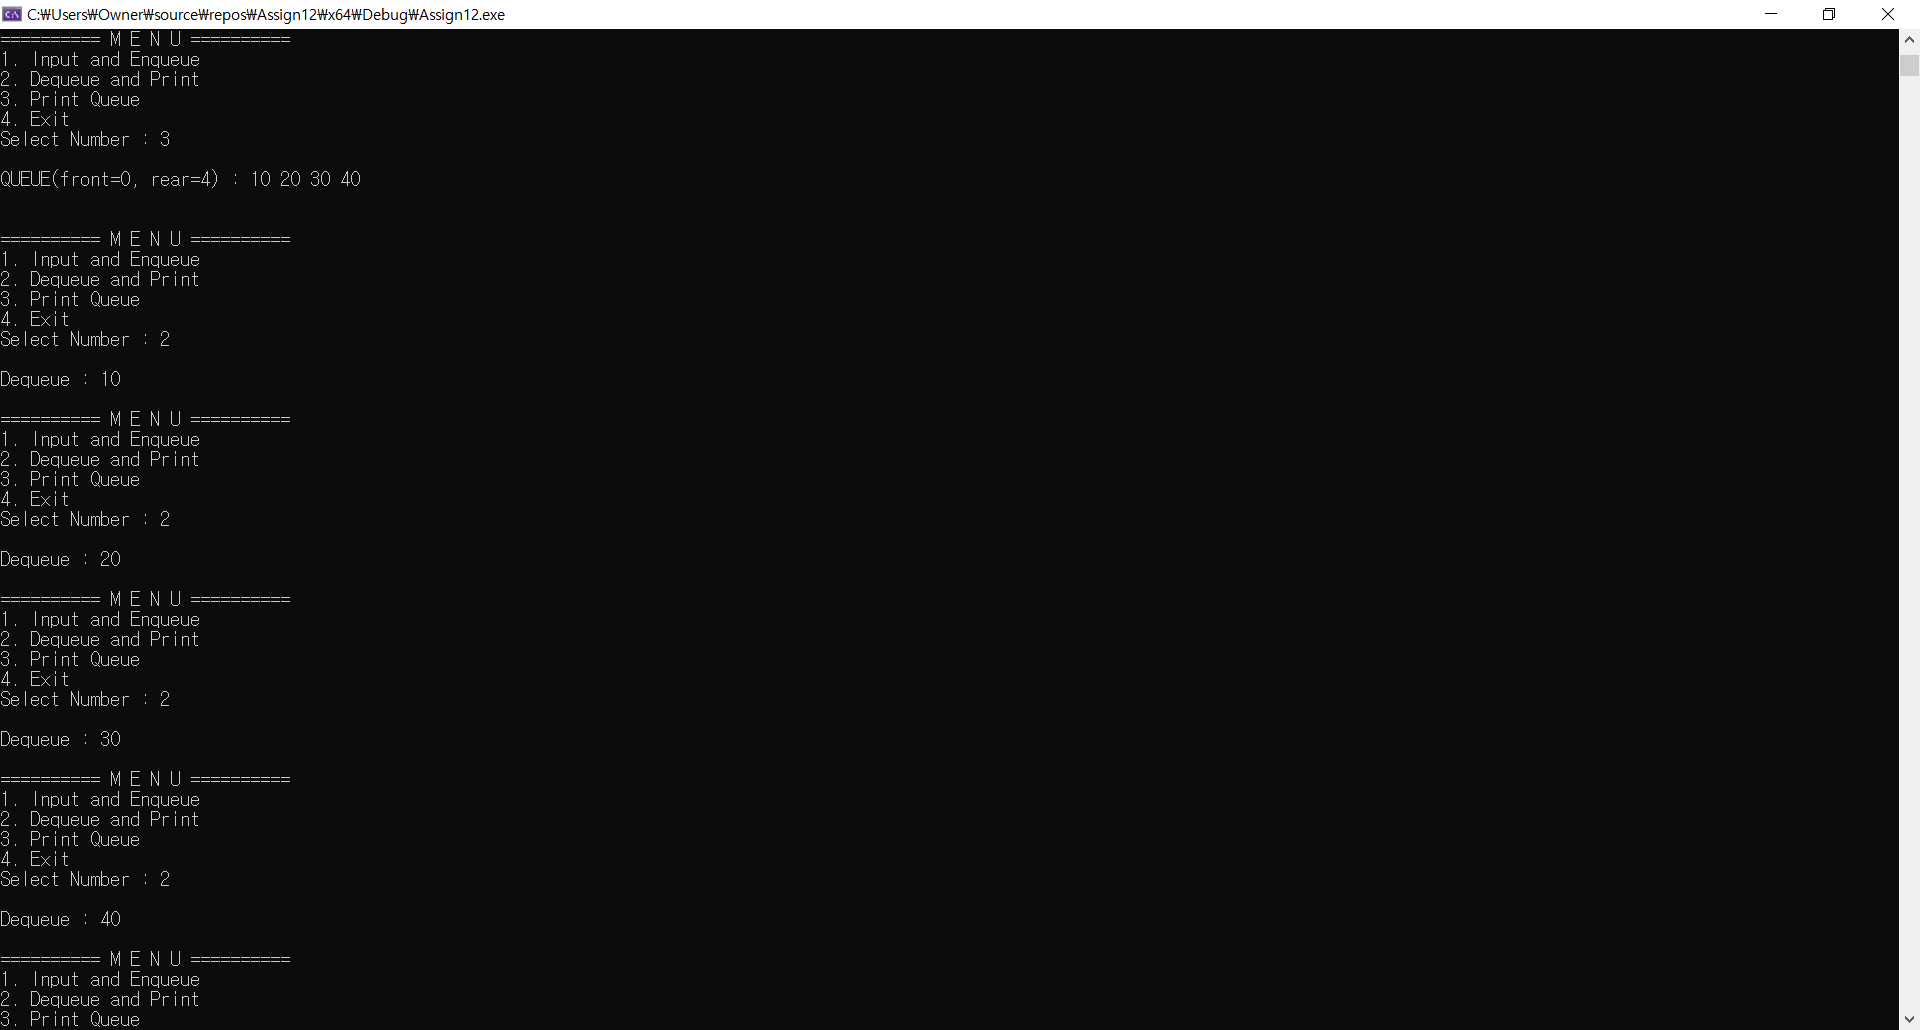 C:₩Users₩Owner₩source₩repos₩Assign12₩x64₩Debug₩Assign12.exe
========== M E N U ==========
1. Input and Enqueue
2. Dequeue and Print
3. Print Queue
4. Exit
Select Number : 3
QUEUE(front=0, rear=4) : 10 20 30 40
========== M E N U ==========
1. Input and Enqueue
2. Dequeue and Print
3. Print Queue
4. Exit
Select Number : 2
Dequeue : 10
========== M E N U ==========
1. Input and Enqueue
2. Dequeue and Print
3. Print Queue
4. Exit
Select Number : 2
Dequeue : 20
========== M E N U ==========
1. Input and Enqueue
2. Dequeue and Print
3. Print Queue
4. Exit
Select Number : 2
Dequeue : 30
========== M E N U ==========
1. Input and Enqueue
2. Dequeue and Print
3. Print Queue
4. Exit
Select Number : 2
Dequeue : 40
========== M E N U ==========
1. Input and Enqueue
2. Dequeue and Print
3. Print Queue